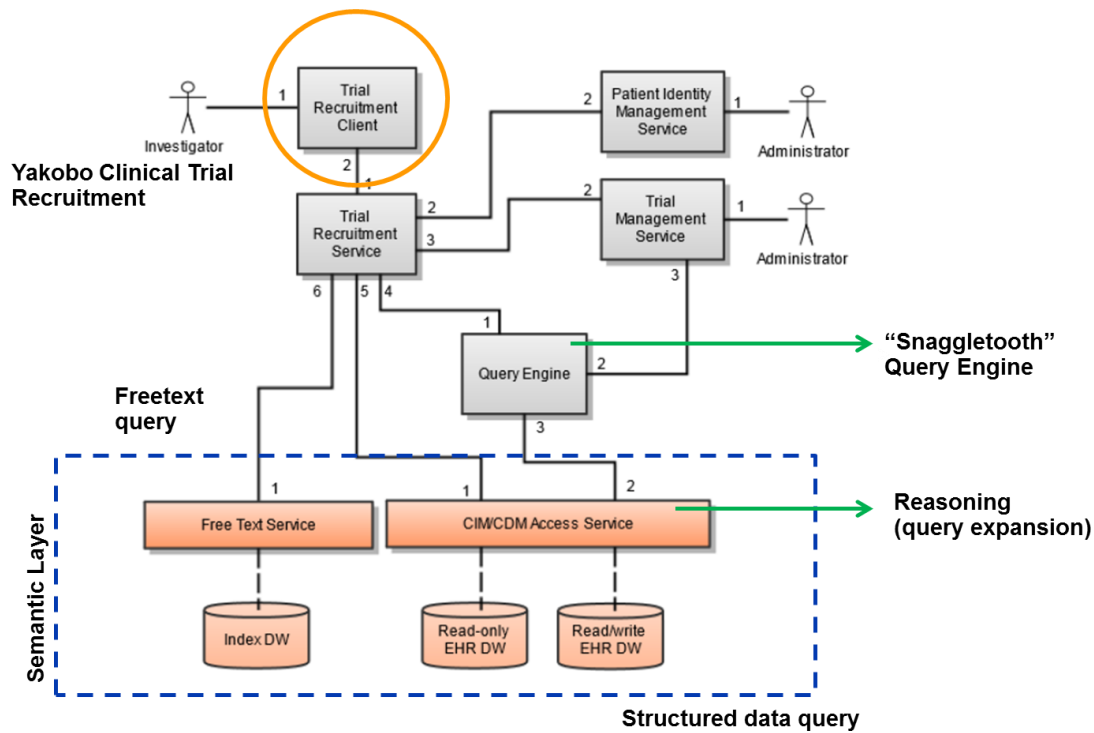 Trial
Recruitment
Client
1
Investigator
2
1
Yakobo Clinical Trial
Recruitment
Patient Identity
Management
Service
2
1
Administrator
Trial
Recruitment
Service
2
3
6
5
4
Trial
Management
Service
2
1
3
Administrator
1
Query Engine
2
3
“Snaggletooth”
Query Engine
Freetext
query
Semantic Layer
1
Free Text Service
1
2
CIM/CDM Access Service
Reasoning
(query expansion)
Index DW
Read-only
EHR DW
Read/write
EHR DW
Structured data query